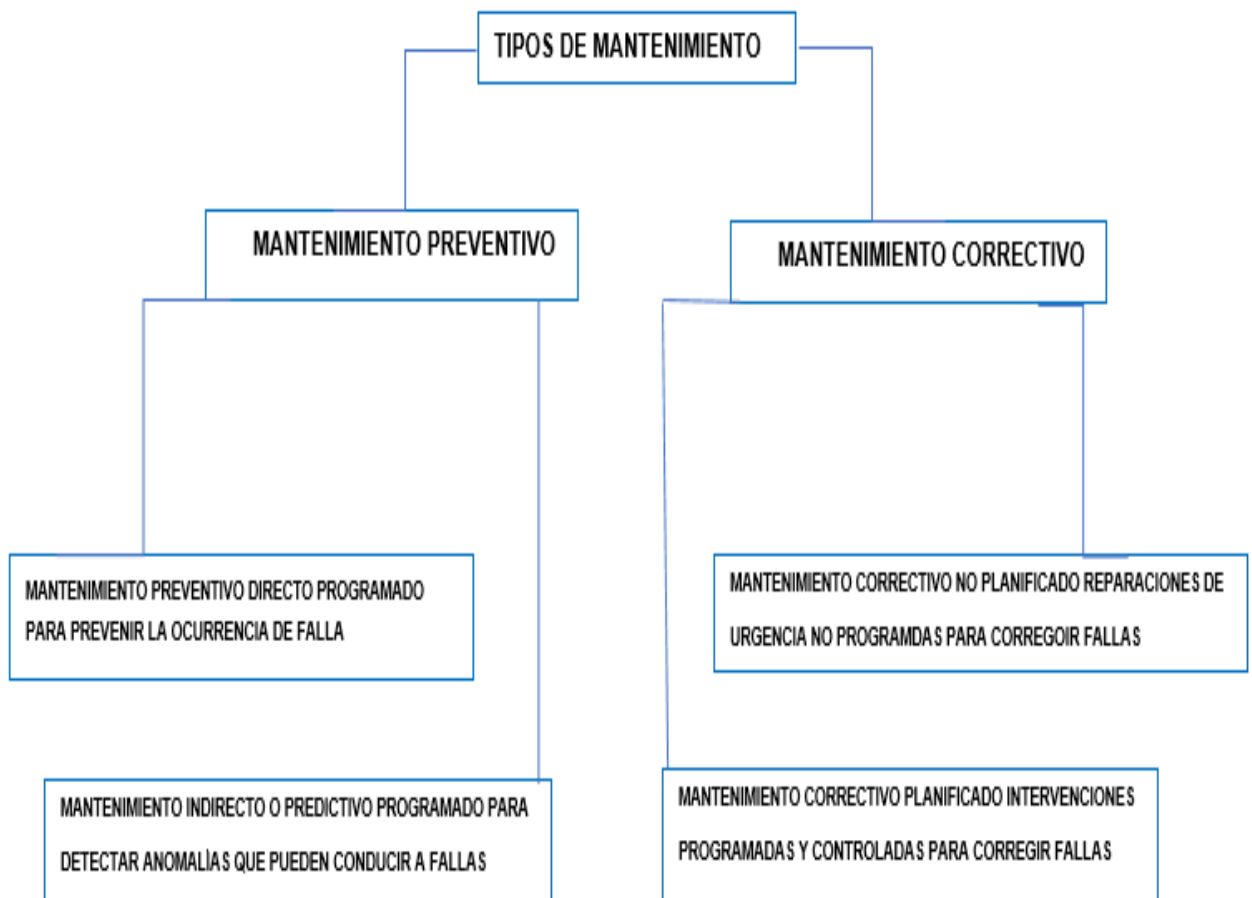 TIPOS DE MANTENIMIENTO
MANTENIMIENTO PREVENTIVO
MANTENIMIENTO CORRECTIVO
MANTENIMIENTO PREVENTIVO DIRECTO PROGRAMADO
PARA PREVENIR LA OCURRENCIA DE FALLA
MANTENIMIENTO CORRECTIVO NO PLANIFICADO REPARACIONES DE
URGENCIA NO PROGRAMDAS PARA CORREGOIR FALLAS
MANTENIMIENTO INDIRECTO O PREDICTIVO PROGRAMADO PARA
DETECTAR ANOMALÌAS QUE PUEDEN CONDUCIR A FALLAS
MANTENIMIENTO CORRECTIVO PLANIFICADO INTERVENCIONES
PROGRAMADAS Y CONTROLADAS PARA CORREGIR FALLAS